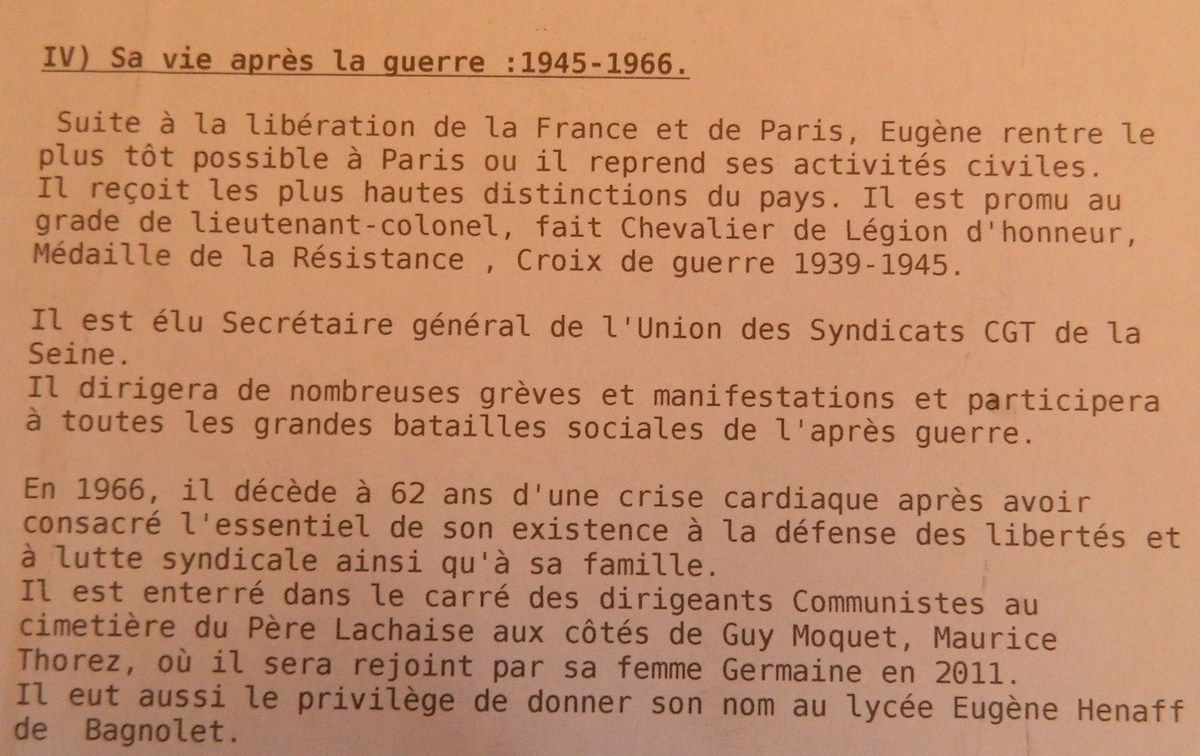 IV) Sa vie après la guerre :1945-1966.
Suite à la libération de la France et de Paris, Eugène rentre le
plus tôt possible à Paris ou il reprend ses activités civiles.
Il reçoit les plus hautes distinctions du pays. Il est promu au
grade de lieutenant-colonel, fait Chevalier de Légion d'honneur,
Médaille de la Résistance , Croix de guerre 1939-1945.
Il est élu Secrétaire général de l'Union des Syndicats CGT de la
Seine.
Il dirigera de nombreuses grèves et manifestations et participera
à toutes les grandes batailles sociales de l'après guerre.
En 1966, il décède à 62 ans d'une crise cardiaque après avoir
consacré l'essentiel de son existence à la défense des libertés et
à lutte syndicale ainsi qu'à sa famille.
Il est enterré dans le carré des dirigeants Communistes au
cimetière du Père Lachaise aux côtés de Guy Moquet, Maurice
Thorez, où il sera rejoint par sa femme Germaine en 2011.
Il eut aussi le privilège de donner son nom au lycée Eugène Henaff
de  Bagnolet.